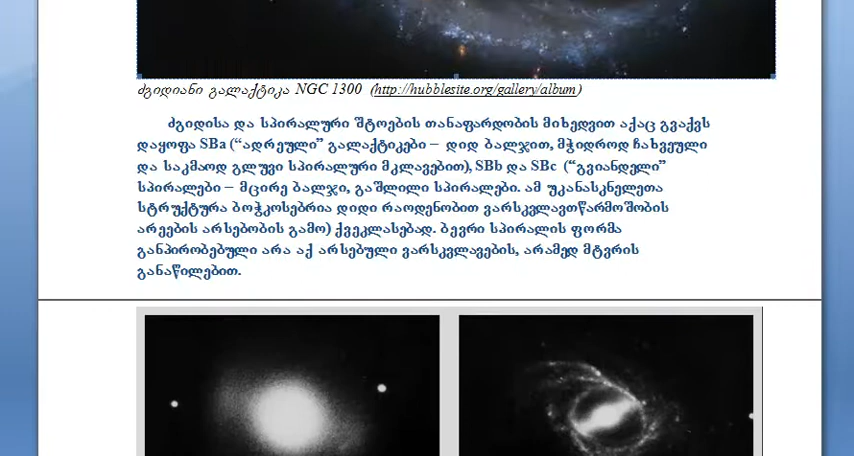 ძგიდიანი გალაქტიკა NGC 1300 (http://hubblesite.org/gallery/album)
ძგიდისა და სპირალური შტოების თანაფარდობის მიხედვით აქაც გვაქვს
დაყოფა SBa (“ადრეული” გალაქტიკები – დიდ ბალჯით, მჭიდროდ ჩახვეული
და საკმაოდ გლუვი სპირალური მკლავებით), SBb და SBc (“გვიანდელი”
სპირალები – მცირე ბალჯი, გაშლილი სპირალები. ამ უკანასკნელეთა
სტრუქტურა ბოჭკოსებრია დიდი რაოდენობით ვარსკვლავთწარმოშობის
არეების არსებობის გამო) ქვეკლასებად. ბევრი სპირალის ფორმა
განპირობებული არა აქ არსებული ვარსკვლავების, არამედ მტვრის
განაწილებით.